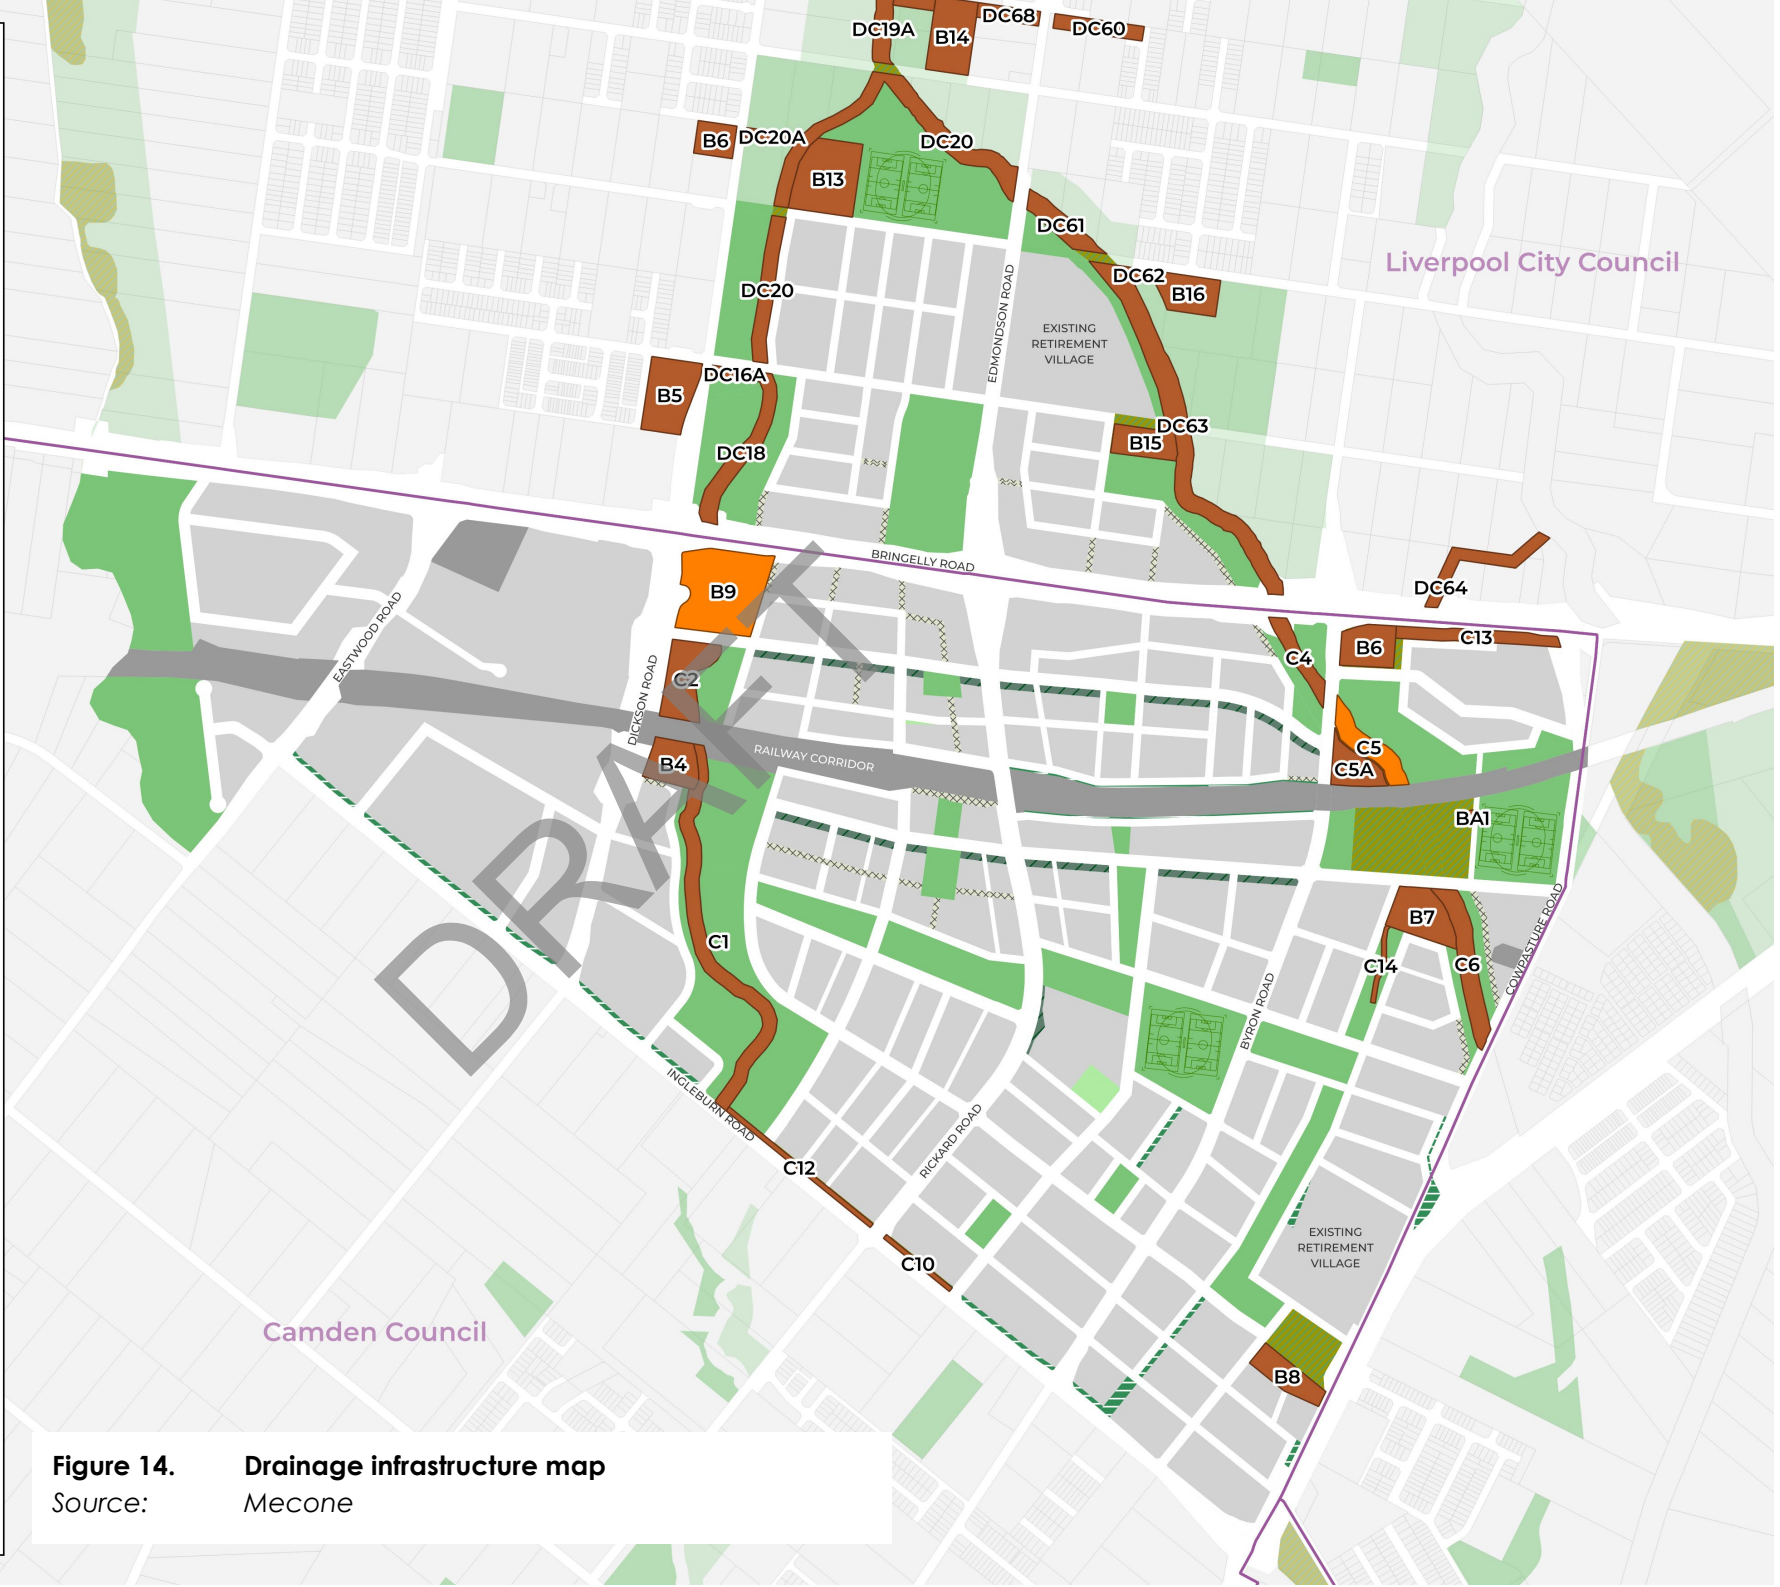 DC68
DC19A
DC60
B14
B6
DC20A
DC20
B13
DC61
Liverpool City Council
DC62
DC20
B16
EDMONDSON ROAD
EXISTING
RETIREMENT
VILLAGE
DC16A
B5
DC63
B15
DC18
BRINGELLY ROAD
DC64
B9
EASTWOOD ROAD
C13
B6
C4
C2
DICKSON ROAD
C5
RAILWAY CORRIDOR
B4
C5A
BA1
DRAFT
B7
COWPASTURE ROAD
C1
C14
C6
BYRON ROAD
INGLEBURN ROAD
RICKARD ROAD
C12
EXISTING
RETIREMENT
VILLAGE
C10
Camden Council
B8
Figure 14. Drainage infrastructure map
Source: Mecone